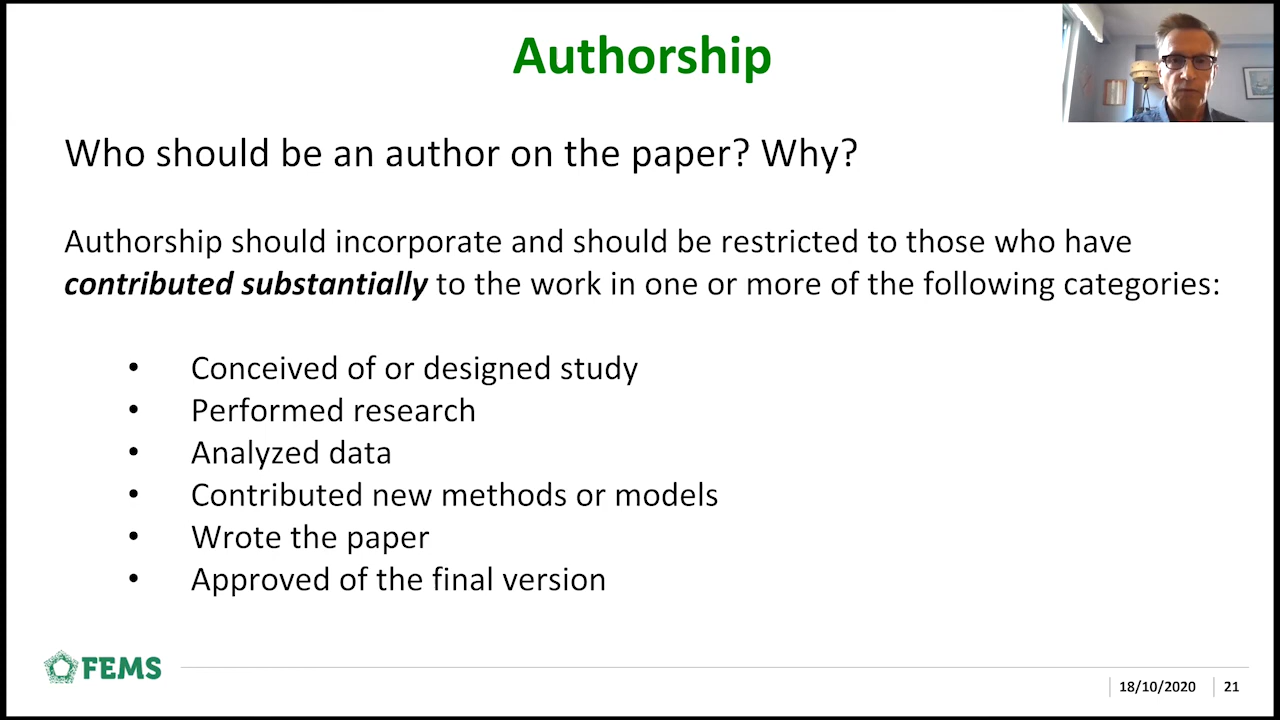 Authorship
Who should be an author on the paper? Why?
Authorship should incorporate and should be restricted to those who have
contributed substantially to the work in one or more of the following categories:
• Conceived of or designed study
• Performed research
• Analyzed data
• Contributed new methods or models
• Wrote the paper
• Approved of the final version
FEMS
18/10/2020 21